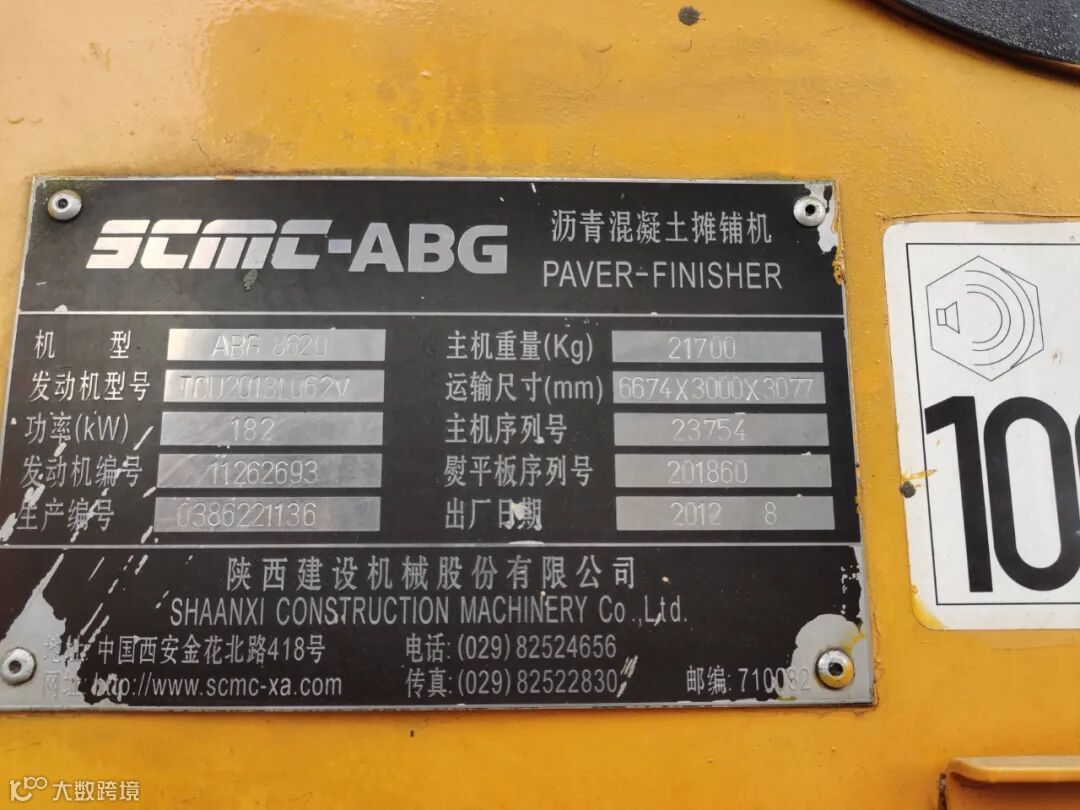 SCMC-ABG 沥青混凝土摊铺机
PAVER-FINISHER
机 型 ABG 8620 主机重量(Kg) 21700
发动机型号 TCD2013L062V 运输尺寸(mm) 6674X3000X3077
功率(kW) 182 主机序列号 23754
发动机编号 11262693 熨平板序列号 201860
生产编号 0386221136 出厂日期 2012 8
陕西建设机械股份有限公司
SHAANXI CONSTRUCTION MACHINERY Co.,Ltd.
地址: 中国西安金花北路418号 电话: (029) 82524656
网址: http://www.scmc-xa.com 传真: (029) 82522830 邮编: 710032
10
大数跨境